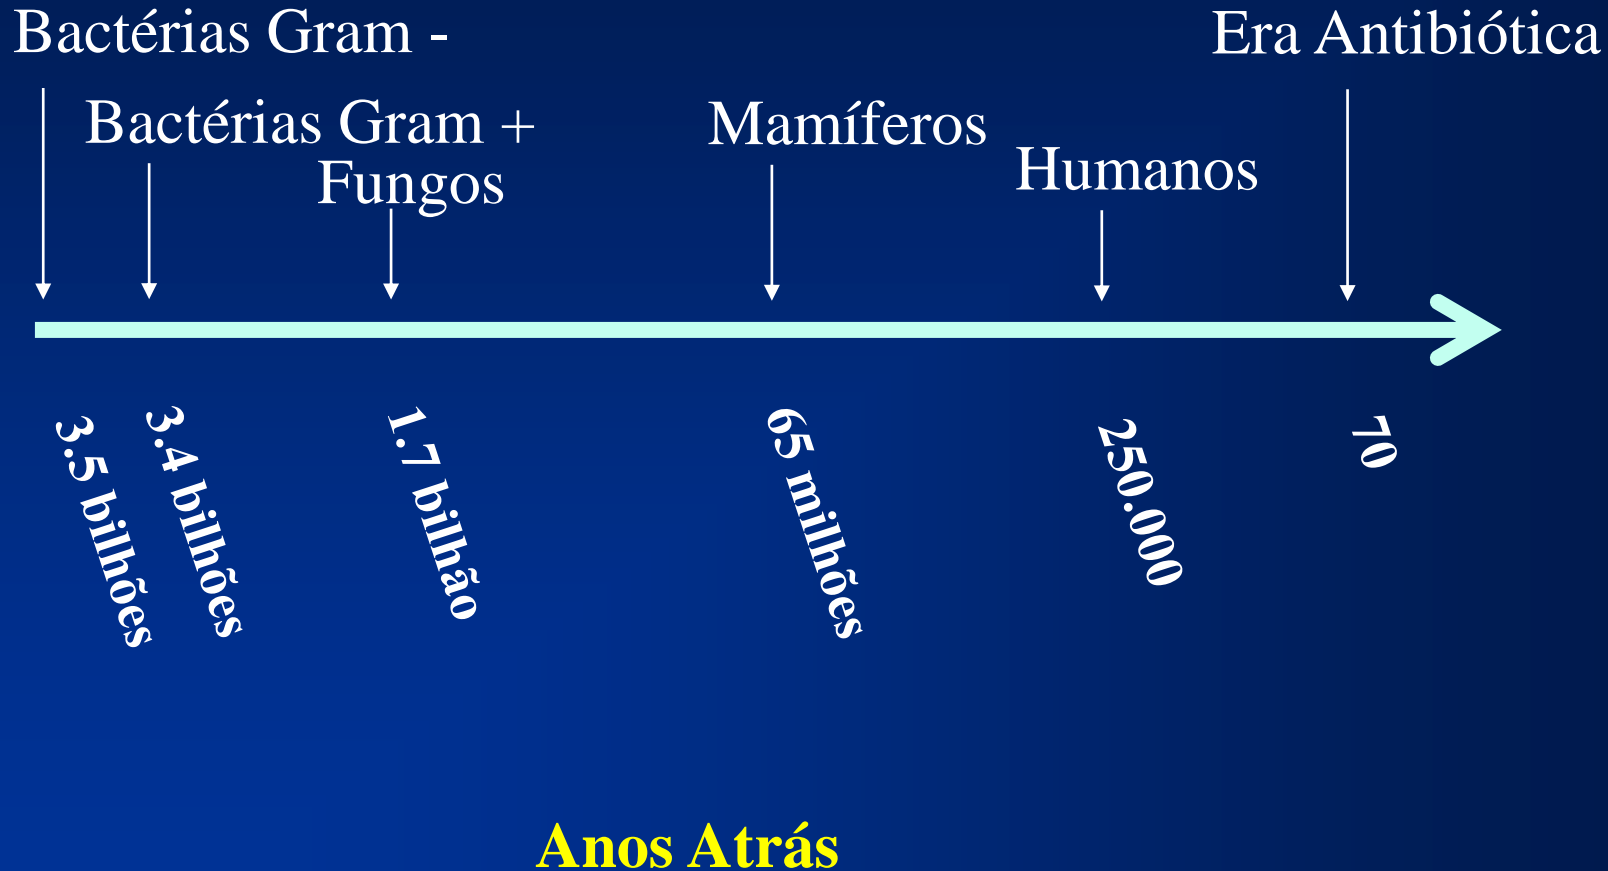 Bactérias Gram -
Era Antibiótica
Bactérias Gram +
Mamíferos
Fungos
Humanos
3.5 bilhões
3.4 bilhões
1.7 bilhão
65 milhões
250.000
70
Anos Atrás